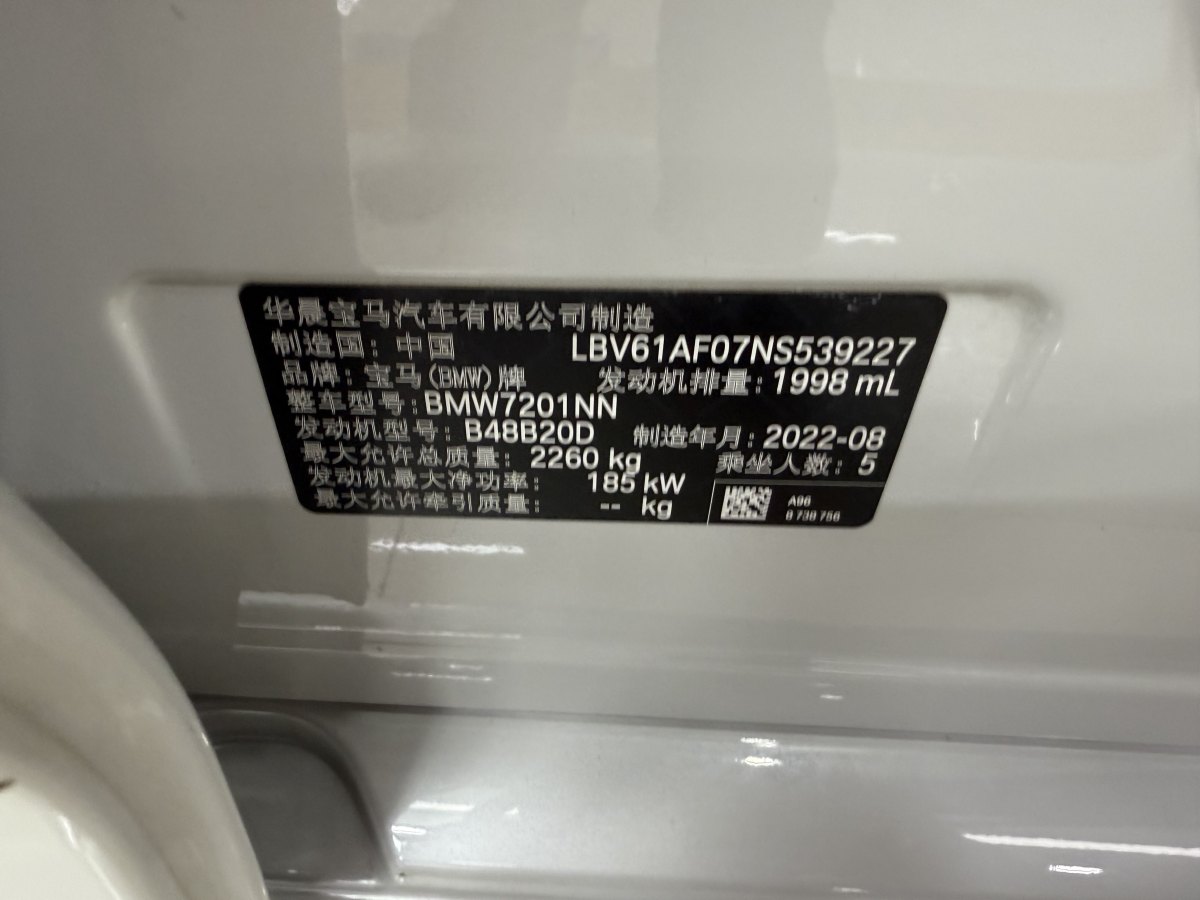 华晨宝马汽车有限公司制造
制造国：中国 LBV61AF07NS539227
品牌：宝马(BMW)牌 发动机排量：1998 mL
整车型号：BMW7201NN
发动机型号：B48B20D 制造年月：2022-08
最大允许总质量：2260 kg 乘坐人数：5
发动机最大净功率：185 kW
最大允许牵引质量：-- kg
A96
8 738 756